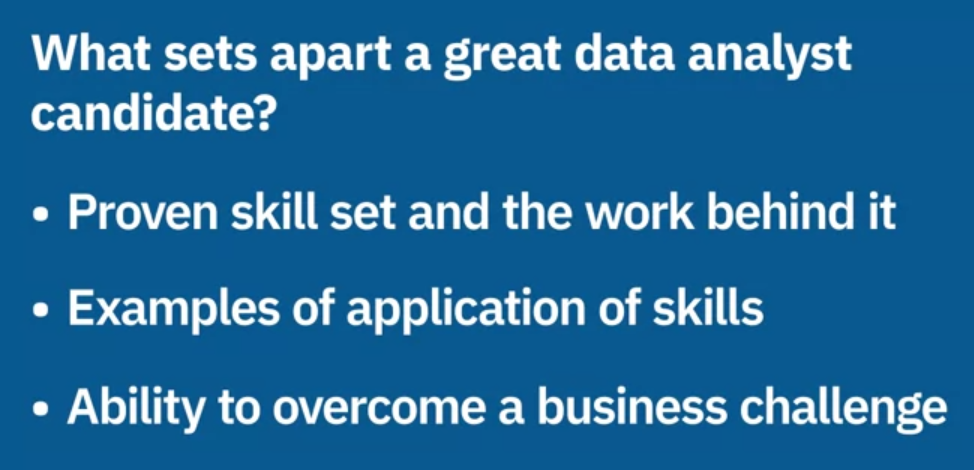 What sets apart a great data analyst
candidate?
• Proven skill set and the work behind it
• Examples of application of skills
• Ability to overcome a business challenge